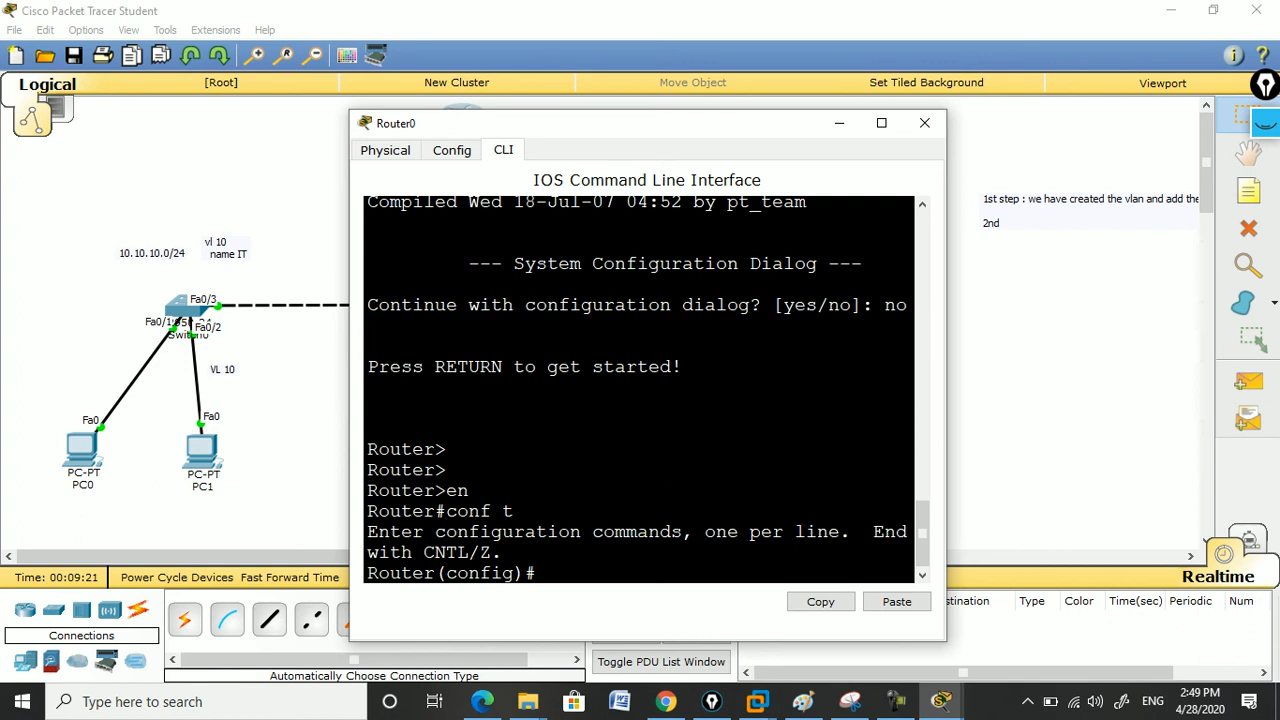 Cisco Packet Tracer Student
File Edit Options View Tools Extensions Help
Logical [Root] New Cluster Move Object Set Tiled Background Viewport
Router0
Physical Config CLI
IOS Command Line Interface
Compiled Wed 18-Jul-07 04:52 by pt_team
--- System Configuration Dialog ---
Continue with configuration dialog? [yes/no]: no
Press RETURN to get started!
Router>
Router>
Router>en
Router#conf t
Enter configuration commands, one per line. End
with CNTL/Z.
Router(config)#
Copy Paste
1st step : we have created the vlan and add the
2nd
10.10.10.0/24
vl 10
name IT
Fa0/3
Fa0/1
Fa0/2
VL 10
Fa0
Fa0
PC-PT
PC0
PC-PT
PC1
Time: 00:09:21 Power Cycle Devices Fast Forward Time
Realtime
Connections
Automatically Choose Connection Type
Toggle PDU List Window
stination Type Color Time(sec) Periodic Num
Type here to search
ENG
2:49 PM
4/28/2020